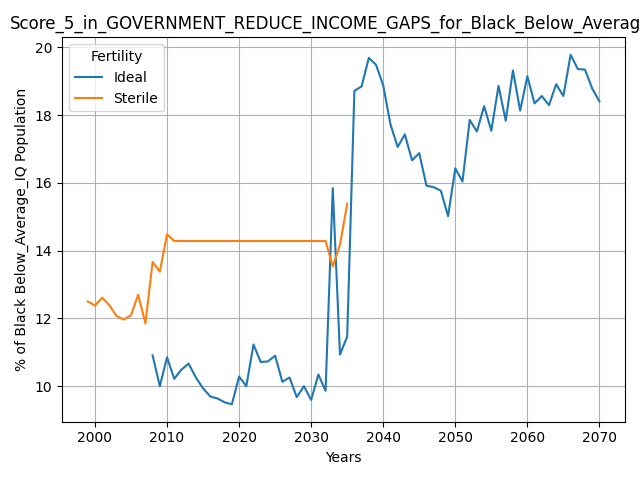 Score_5_in_GOVERNMENT_REDUCE_INCOME_GAPS_for_Black_Below_Averag
Fertility
Ideal
Sterile
% of Black Below_Average_IQ Population
20
18
16
14
12
10
2000 2010 2020 2030 2040 2050 2060 2070
Years